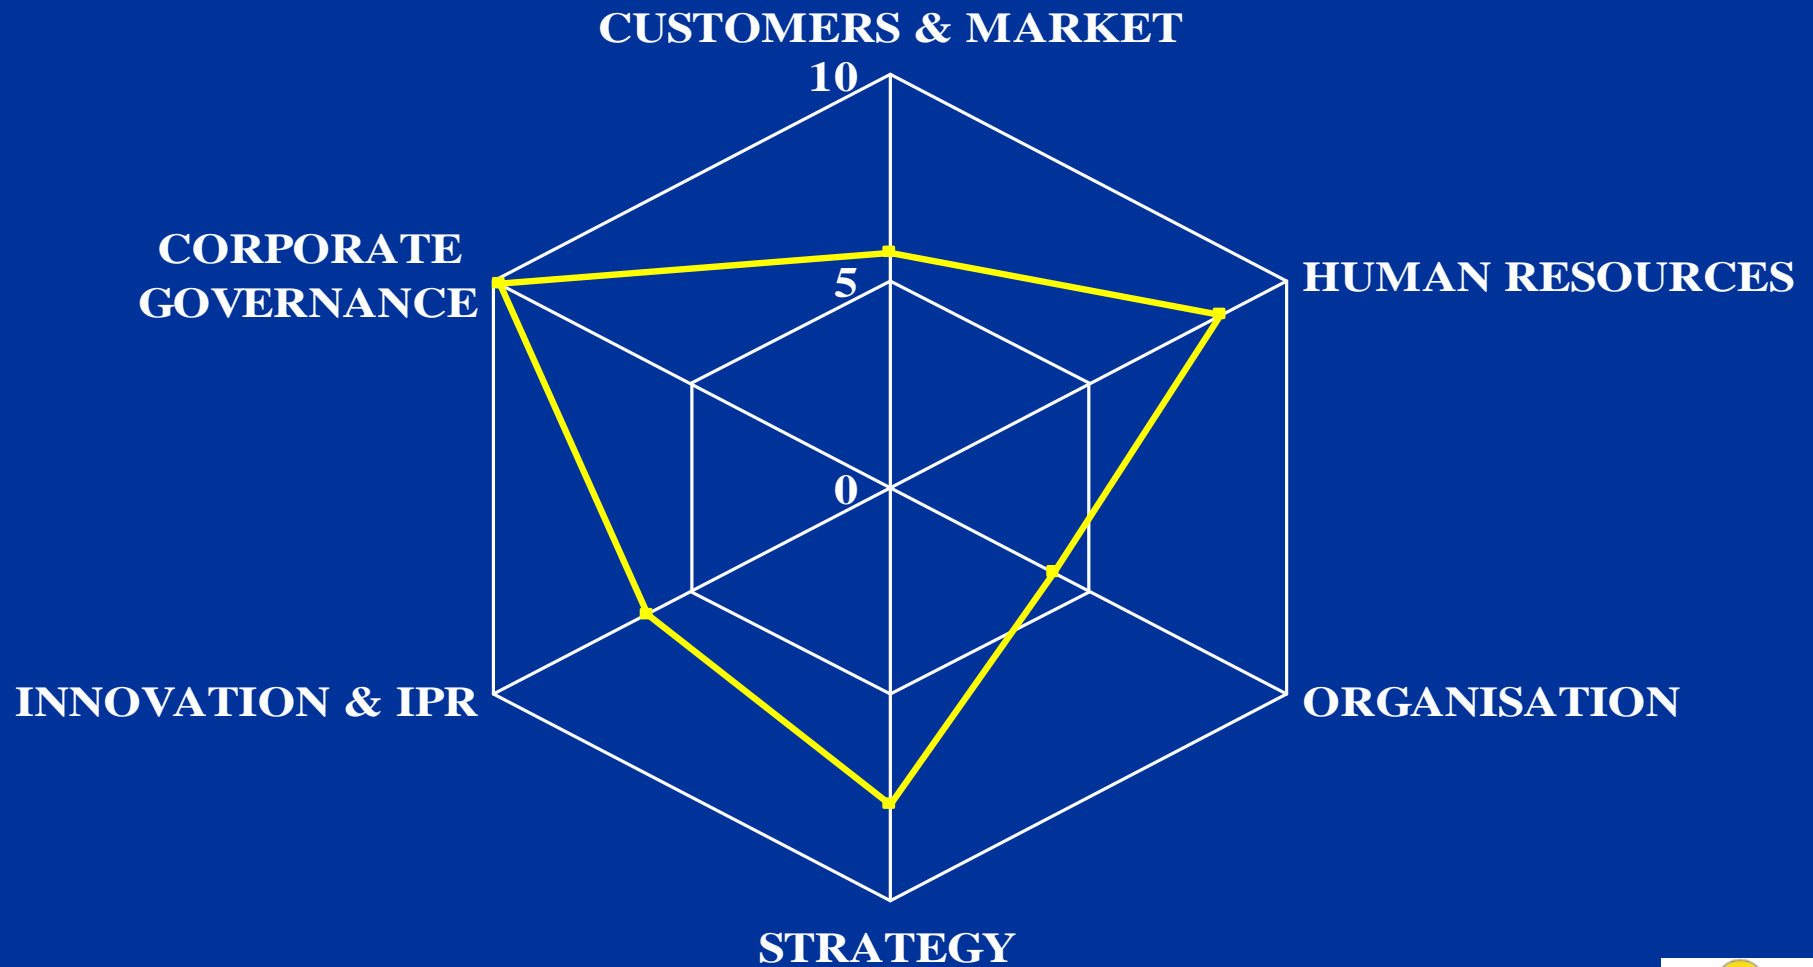 CUSTOMERS & MARKET
10
CORPORATE
GOVERNANCE
5
HUMAN RESOURCES
0
INNOVATION & IPR
ORGANISATION
STRATEGY